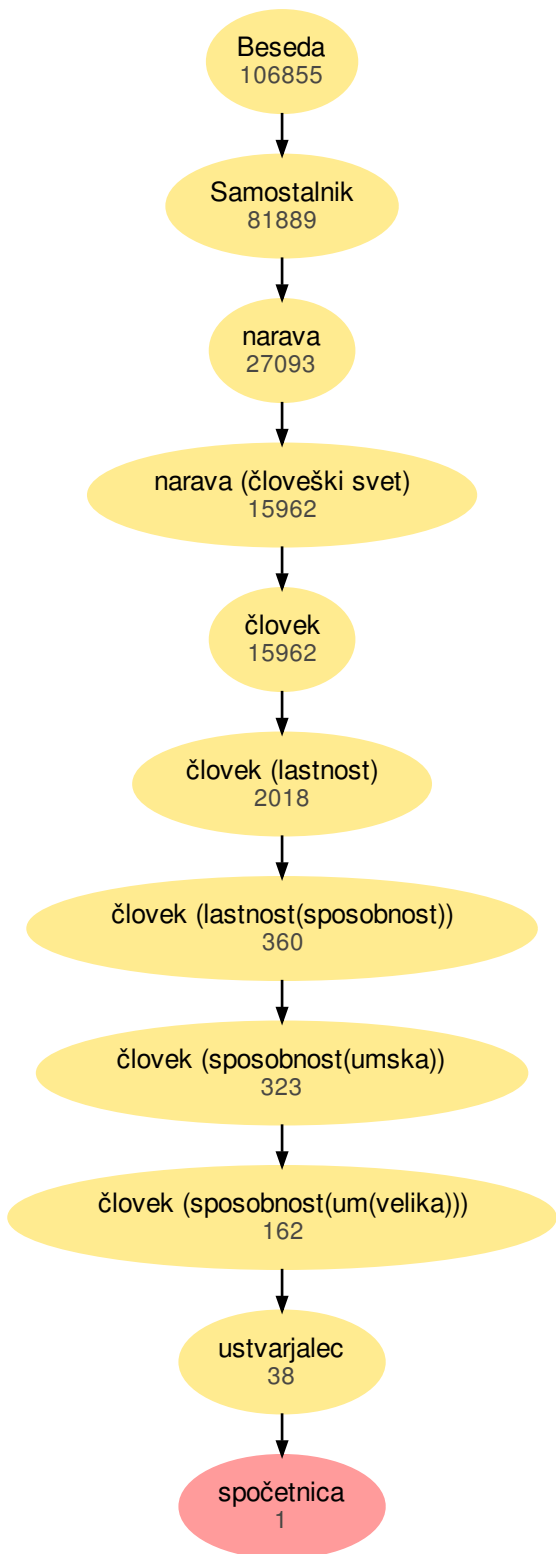 Beseda
106855
Samostalnik
81889
narava
27093
narava (človeški svet)
15962
človek
15962
človek (lastnost)
2018
človek (lastnost(sposobnost))
360
človek (sposobnost(umska))
323
človek (sposobnost(um(velika)))
162
ustvarjalec
38
spočetnica
1